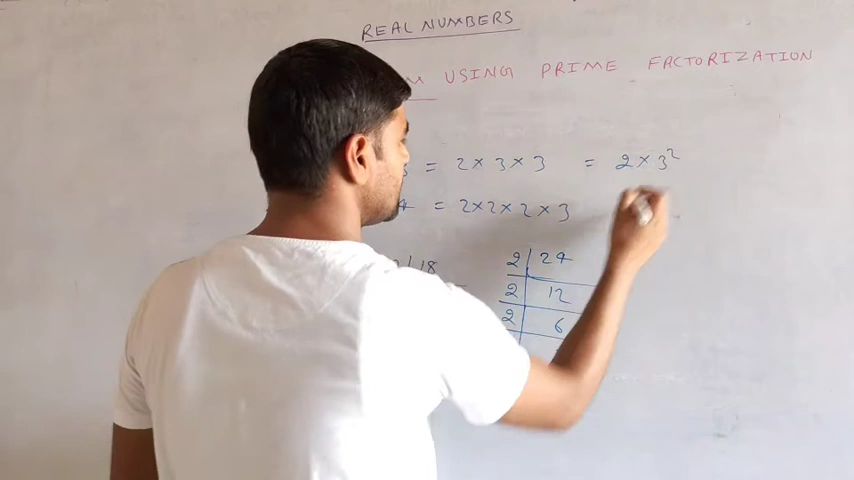 REAL NUMBERS
USING PRIME FACTORIZATION
= 2 × 3 × 3 = 2 × 3²
= 2 × 2 × 2 × 3
18 2 24
2 12
2 6